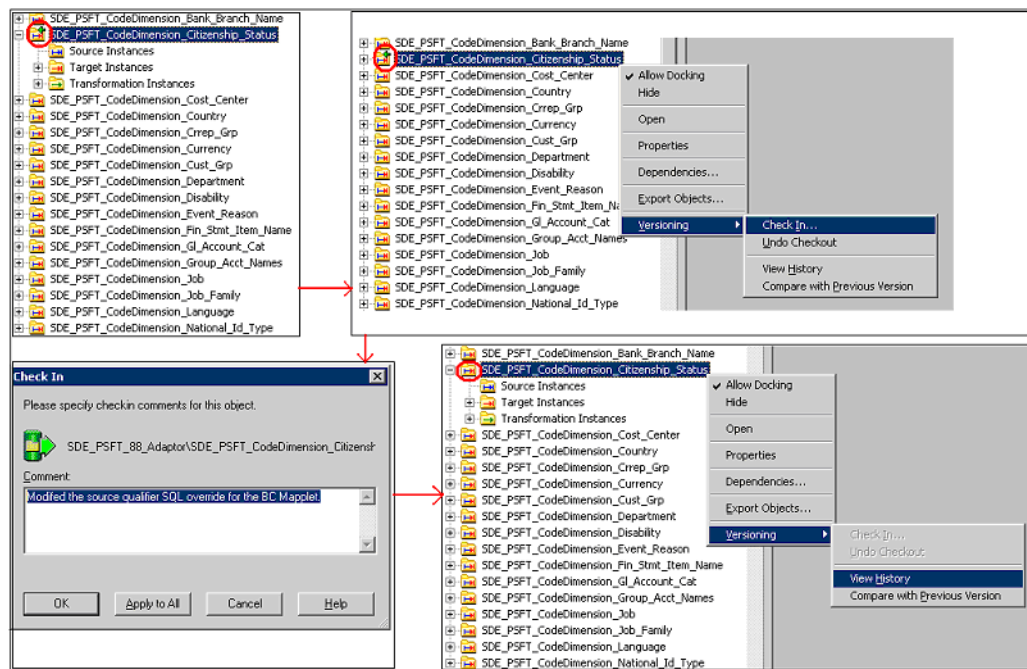 SDE_PSFT_CodeDimension_Bank_Branch_Name
SDE_PSFT_CodeDimension_Citizenship_Status
Source Instances
Target Instances
Transformation Instances
SDE_PSFT_CodeDimension_Cost_Center
SDE_PSFT_CodeDimension_Country
SDE_PSFT_CodeDimension_Crrep_Grp
SDE_PSFT_CodeDimension_Currency
SDE_PSFT_CodeDimension_Cust_Grp
SDE_PSFT_CodeDimension_Department
SDE_PSFT_CodeDimension_Disability
SDE_PSFT_CodeDimension_Event_Reason
SDE_PSFT_CodeDimension_Fin_Stmt_Item_Name
SDE_PSFT_CodeDimension_Gl_Account_Cat
SDE_PSFT_CodeDimension_Group_Acct_Names
SDE_PSFT_CodeDimension_Job
SDE_PSFT_CodeDimension_Job_Family
SDE_PSFT_CodeDimension_Language
SDE_PSFT_CodeDimension_National_Id_Type
SDE_PSFT_CodeDimension_Bank_Branch_Name
SDE_PSFT_CodeDimension_Citizenship_Status
SDE_PSFT_CodeDimension_Cost_Center
SDE_PSFT_CodeDimension_Country
SDE_PSFT_CodeDimension_Crrep_Grp
SDE_PSFT_CodeDimension_Currency
SDE_PSFT_CodeDimension_Cust_Grp
SDE_PSFT_CodeDimension_Department
SDE_PSFT_CodeDimension_Disability
SDE_PSFT_CodeDimension_Event_Reason
SDE_PSFT_CodeDimension_Fin_Stmt_Item_Na
SDE_PSFT_CodeDimension_Gl_Account_Cat
SDE_PSFT_CodeDimension_Group_Acct_Names
SDE_PSFT_CodeDimension_Job
SDE_PSFT_CodeDimension_Job_Family
SDE_PSFT_CodeDimension_Language
SDE_PSFT_CodeDimension_National_Id_Type
Allow Docking
Hide
Open
Properties
Dependencies...
Export Objects...
Versioning
Check In...
Undo Checkout
View History
Compare with Previous Version
Check In
Please specify checkin comments for this object.
SDE_PSFT_88_Adaptor\SDE_PSFT_CodeDimension_Citizensh
Comment:
Modifed the source qualifier SQL override for the BC Mapplet.
OK
Apply to All
Cancel
Help
SDE_PSFT_CodeDimension_Bank_Branch_Name
SDE_PSFT_CodeDimension_Citizenship_Status
Source Instances
Target Instances
Transformation Instances
SDE_PSFT_CodeDimension_Cost_Center
SDE_PSFT_CodeDimension_Country
SDE_PSFT_CodeDimension_Crrep_Grp
SDE_PSFT_CodeDimension_Currency
SDE_PSFT_CodeDimension_Cust_Grp
SDE_PSFT_CodeDimension_Department
SDE_PSFT_CodeDimension_Disability
SDE_PSFT_CodeDimension_Event_Reason
SDE_PSFT_CodeDimension_Fin_Stmt_Item_Name
SDE_PSFT_CodeDimension_Gl_Account_Cat
SDE_PSFT_CodeDimension_Group_Acct_Names
SDE_PSFT_CodeDimension_Job
SDE_PSFT_CodeDimension_Job_Family
SDE_PSFT_CodeDimension_Language
SDE_PSFT_CodeDimension_National_Id_Type
Allow Docking
Hide
Open
Properties
Dependencies...
Export Objects...
Versioning
Check In...
Undo Checkout
View History
Compare with Previous Version